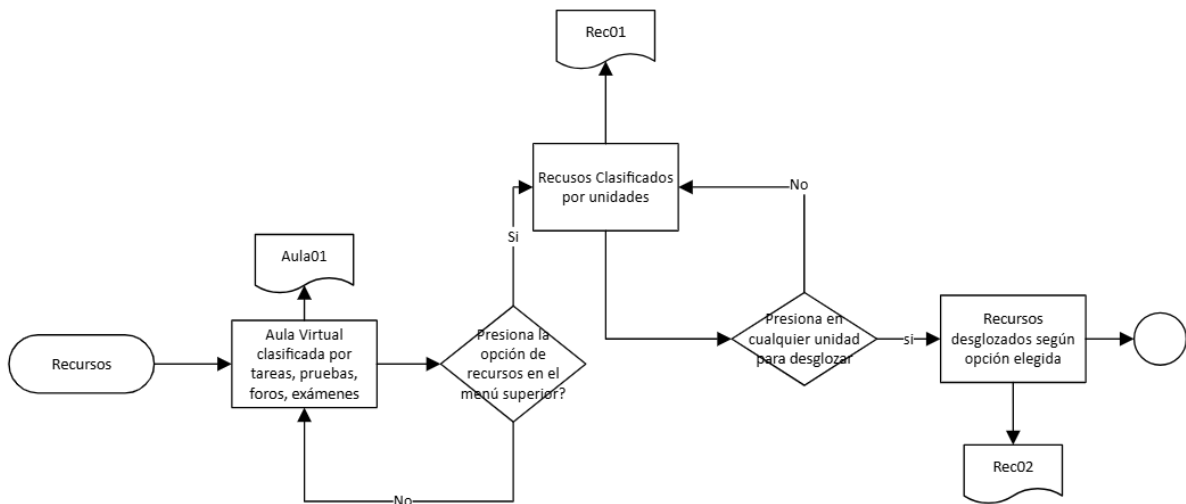 Rec01
Recusos Clasificados
por unidades
No
Si
Aula01
Recursos
Aula Virtual
clasificada por
tareas, pruebas,
foros, exámenes
Presiona la
opción de
recursos en el
menú superior?
No
Presiona en
cualquier unidad
para desglozar
si
Recursos
desglozados según
opción elegida
Rec02